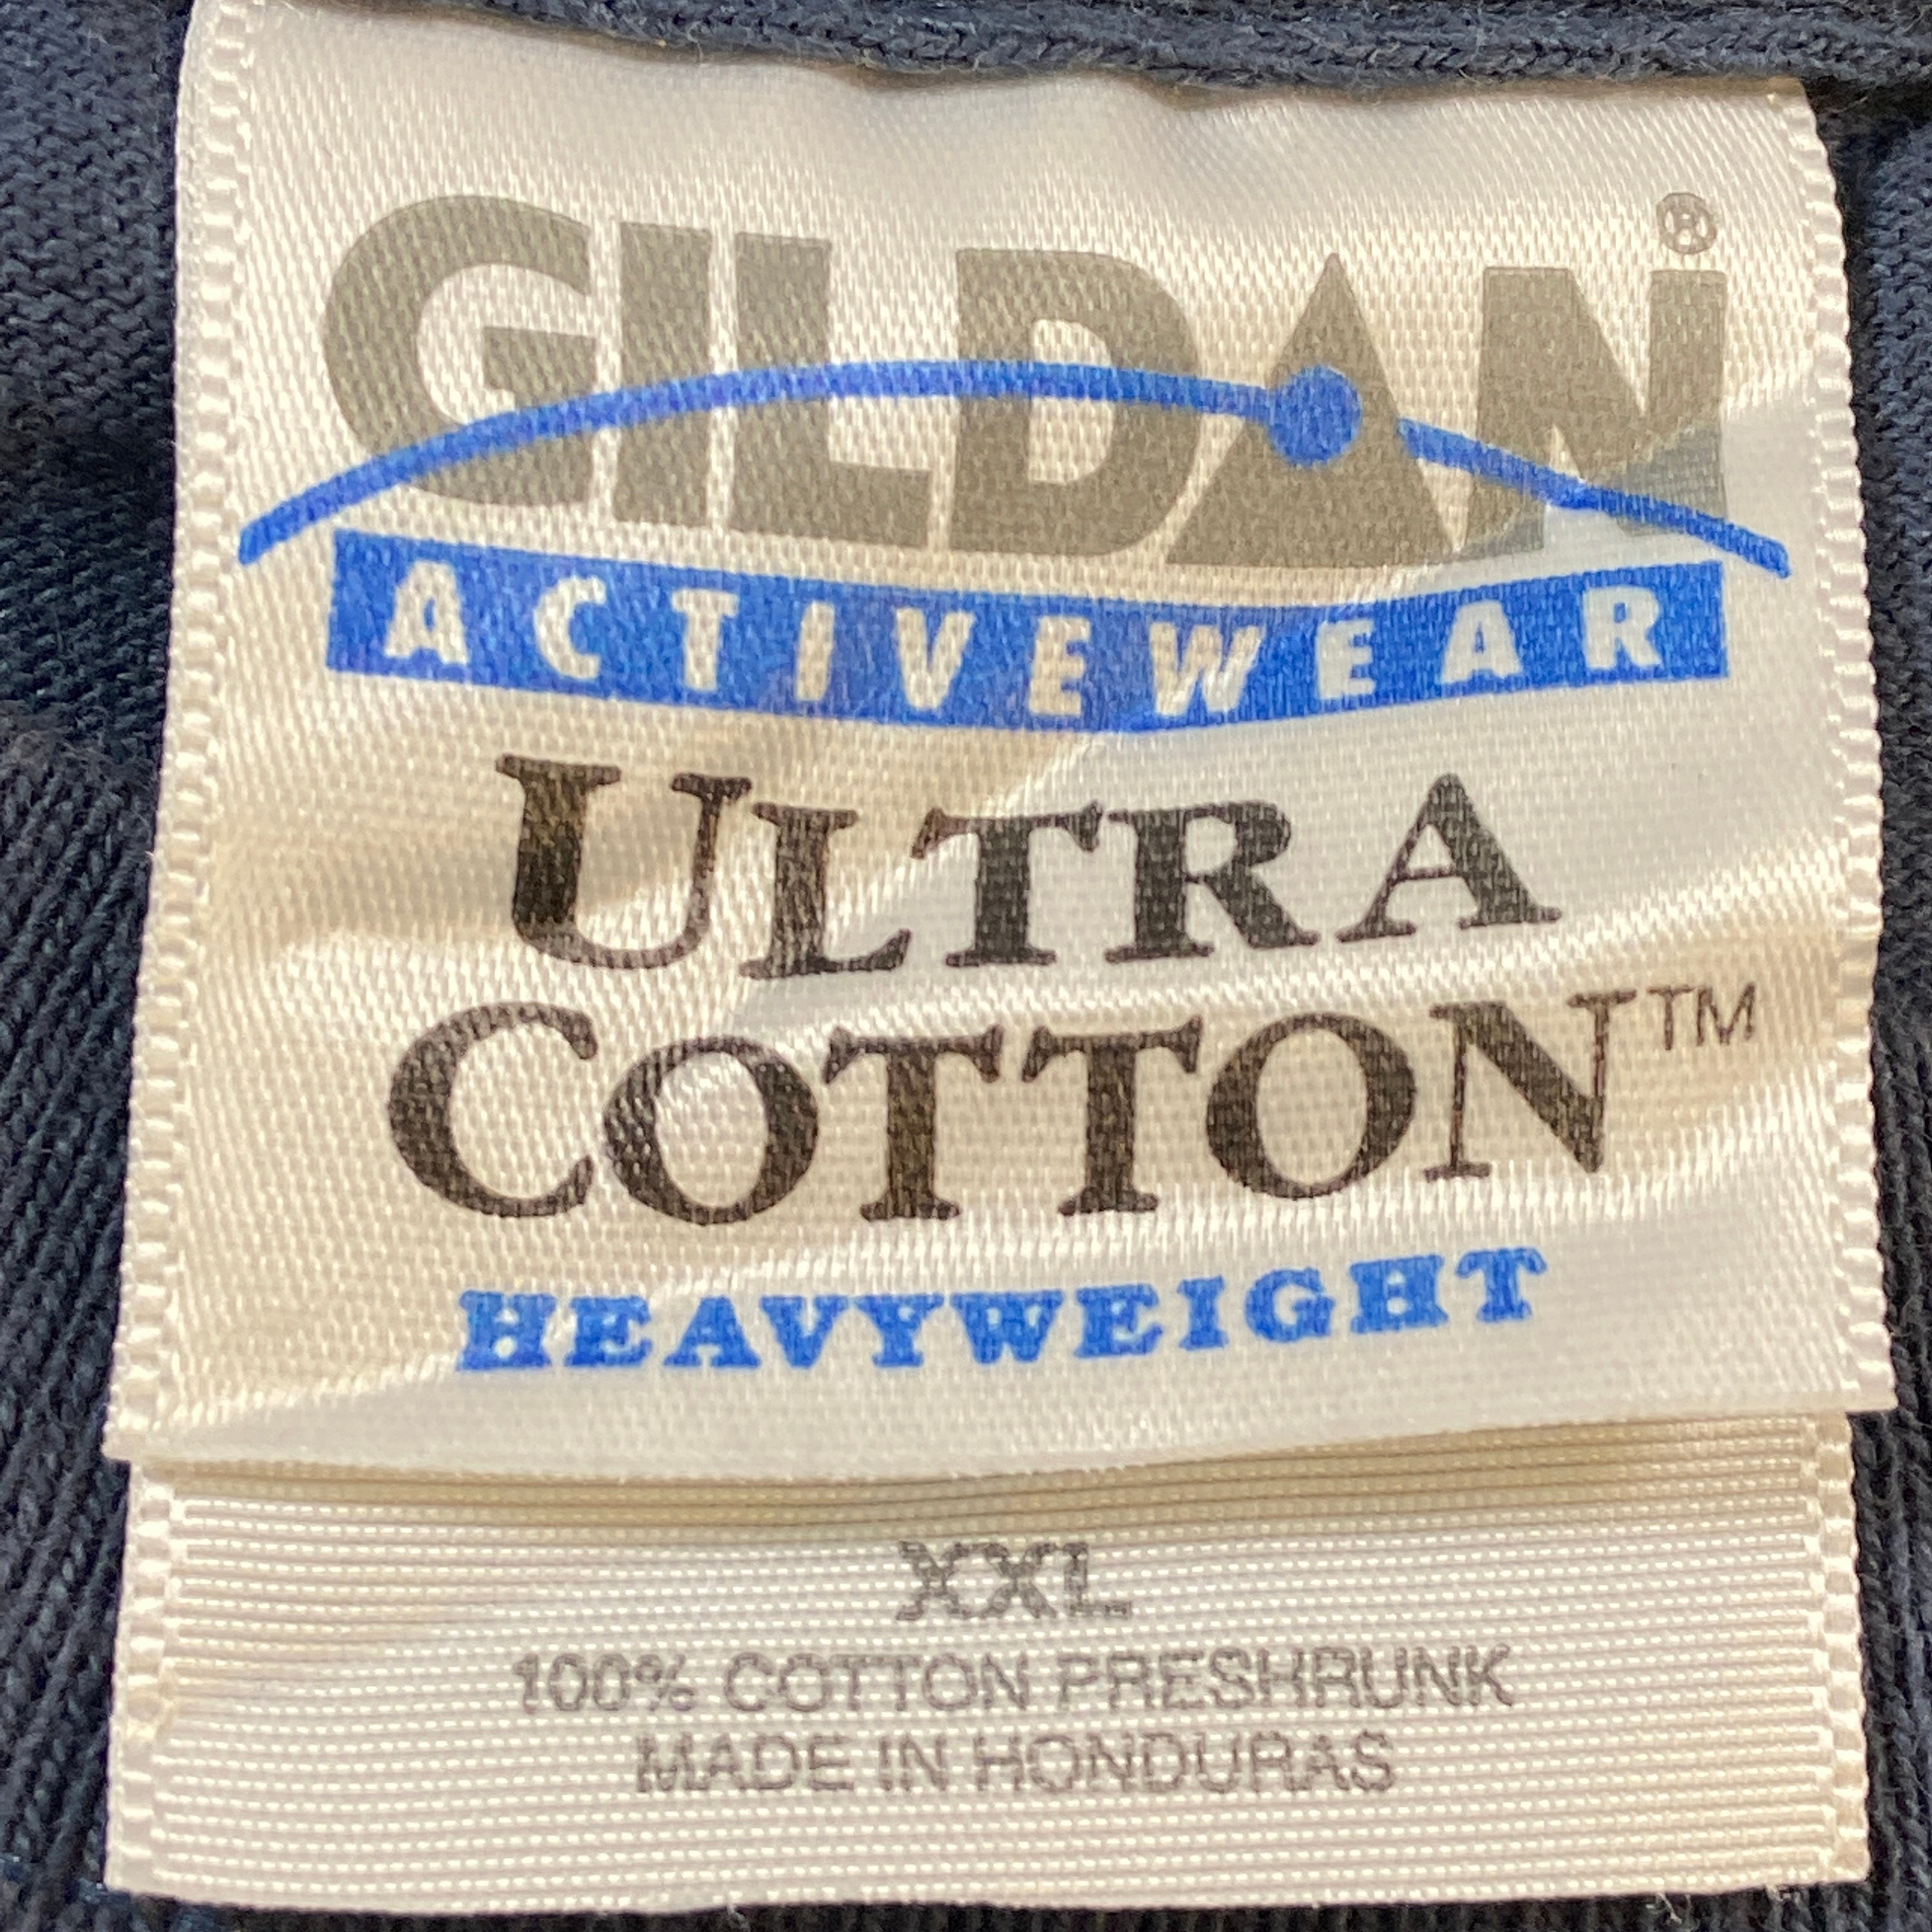 GILDAN®
ACTIVEWEAR
ULTRA
COTTON™
HEAVYWEIGHT
XXL
100% COTTON PRESHRUNK
MADE IN HONDURAS